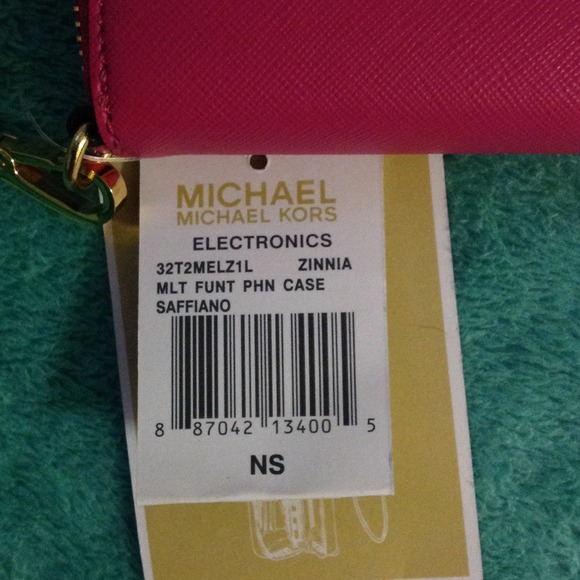 MICHAEL
MICHAEL KORS
ELECTRONICS
32T2MELZ1L ZINNIA
MLT FUNT PHN CASE
SAFFIANO
8 87042 13400 5
NS